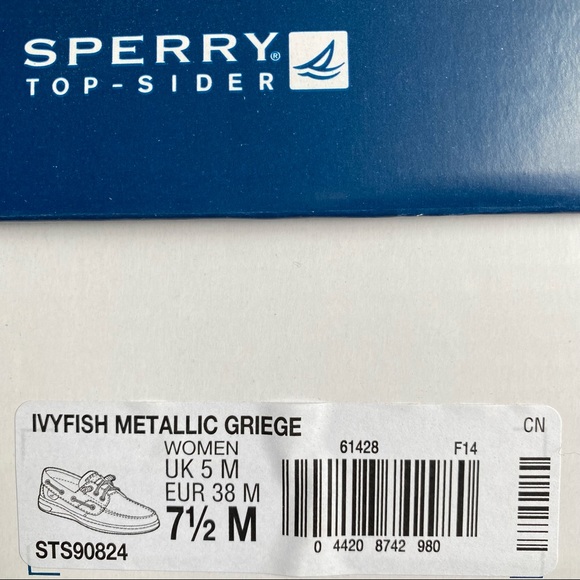 SPERRY®
TOP-SIDER
IVYFISH METALLIC GRIEGE
CN
WOMEN
UK 5 M
EUR 38 M
7½ M
61428
F14
0 4420 8742 980
STS90824